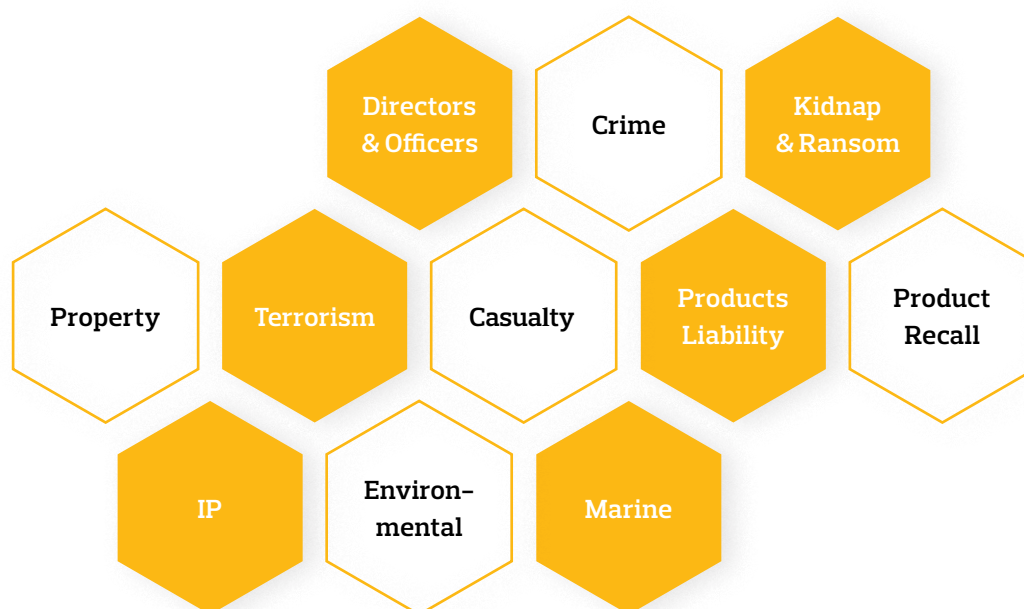 Directors
& Officers
Crime
Kidnap
& Ransom
Property
Terrorism
Casualty
Products
Liability
Product
Recall
IP
Environ–
mental
Marine